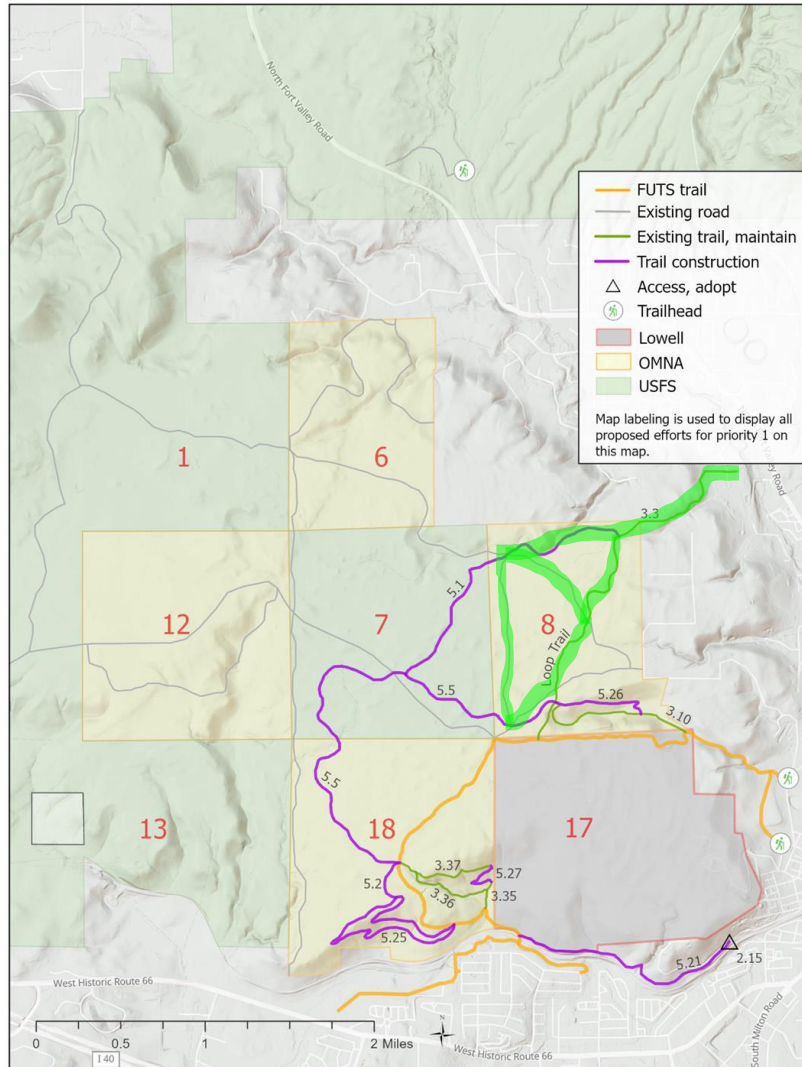 North Fort Valley Road
FUTS trail
Existing road
Existing trail, maintain
Trail construction
Access, adopt
Trailhead
Lowell
OMNA
USFS
Map labeling is used to display all
proposed efforts for priority 1 on
this map.
Valley Road
1
6
3.3
5.1
12
7
8
Loop Trail
5.5
5.26
3.10
5.5
13
18
17
3.37
5.27
5.2
3.36
3.35
5.25
5.21
2.15
West Historic Route 66
South Milton Road
N
0
0.5
1
2 Miles
I 40
West Historic Route 66